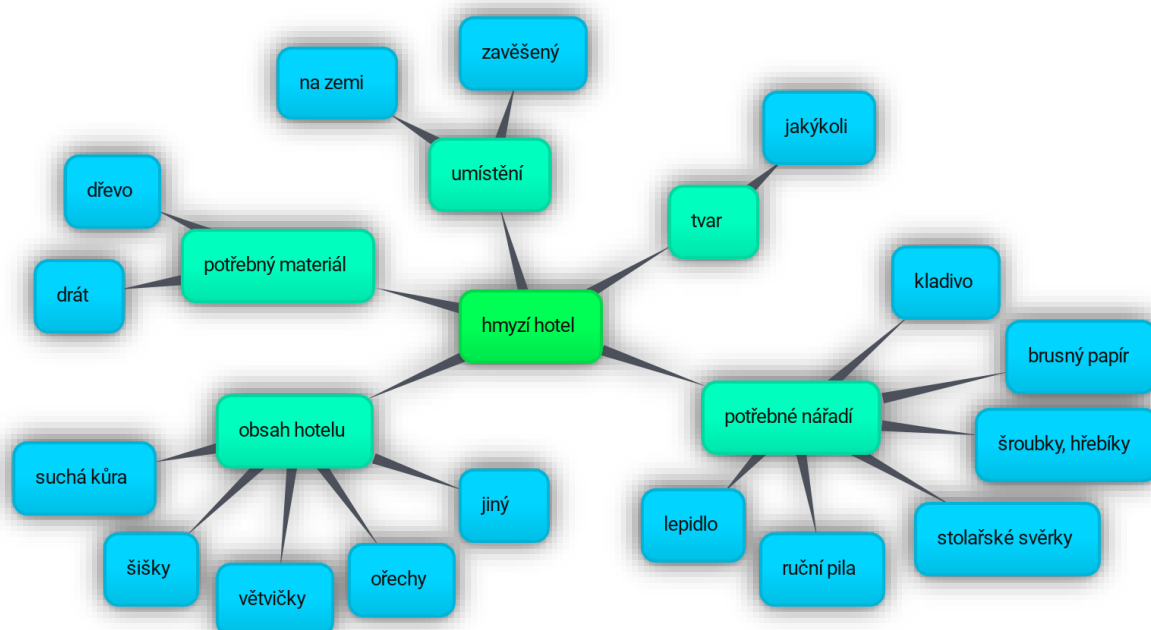 zavěšený
na zemi
jakýkoli
umístění
dřevo
tvar
potřebný materiál
kladivo
drát
hmyzí hotel
brusný papír
potřebné nářadí
obsah hotelu
šroubky, hřebíky
suchá kůra
jiný
lepidlo
stolařské svěrky
šišky
ořechy
ruční pila
větvičky